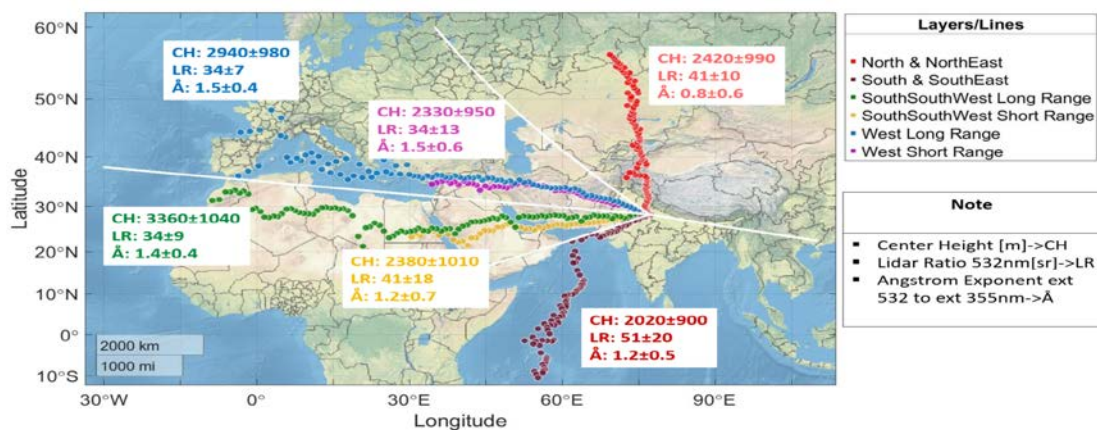 60°N
50°N
40°N
30°N
20°N
10°N
0°
10°S
Latitude
CH: 2940±980
LR: 34±7
Å: 1.5±0.4
CH: 2330±950
LR: 34±13
Å: 1.5±0.6
CH: 2420±990
LR: 41±10
Å: 0.8±0.6
CH: 3360±1040
LR: 34±9
Å: 1.4±0.4
CH: 2380±1010
LR: 41±18
Å: 1.2±0.7
CH: 2020±900
LR: 51±20
Å: 1.2±0.5
2000 km
1000 mi
30°W
0°
30°E
60°E
90°E
Longitude
Layers/Lines
North & NorthEast
South & SouthEast
SouthSouthWest Long Range
SouthSouthWest Short Range
West Long Range
West Short Range
Note
Center Height [m]->CH
Lidar Ratio 532nm[sr]->LR
Angstrom Exponent ext
532 to ext 355nm->Å